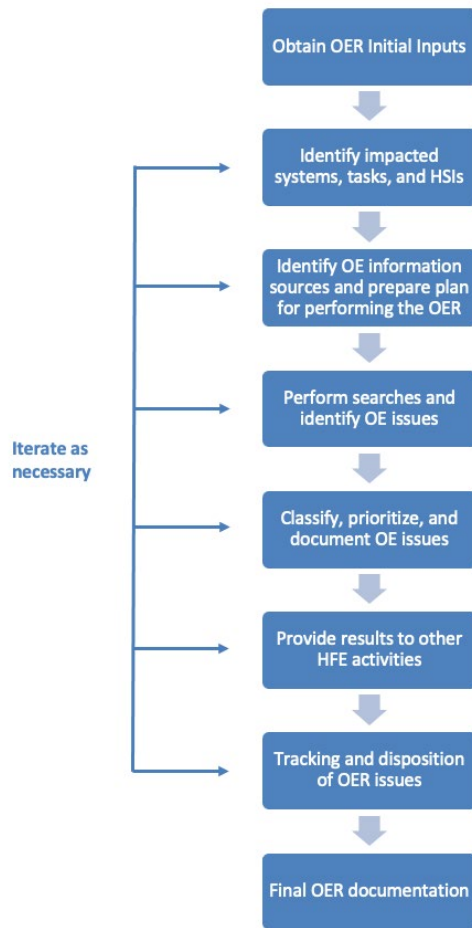 Obtain OER Initial Inputs
Identify impacted
systems, tasks, and HSIs
Identify OE information
sources and prepare plan
for performing the OER
Perform searches and
identify OE issues
Iterate as
necessary
Classify, prioritize, and
document OE issues
Provide results to other
HFE activities
Tracking and disposition
of OER issues
Final OER documentation